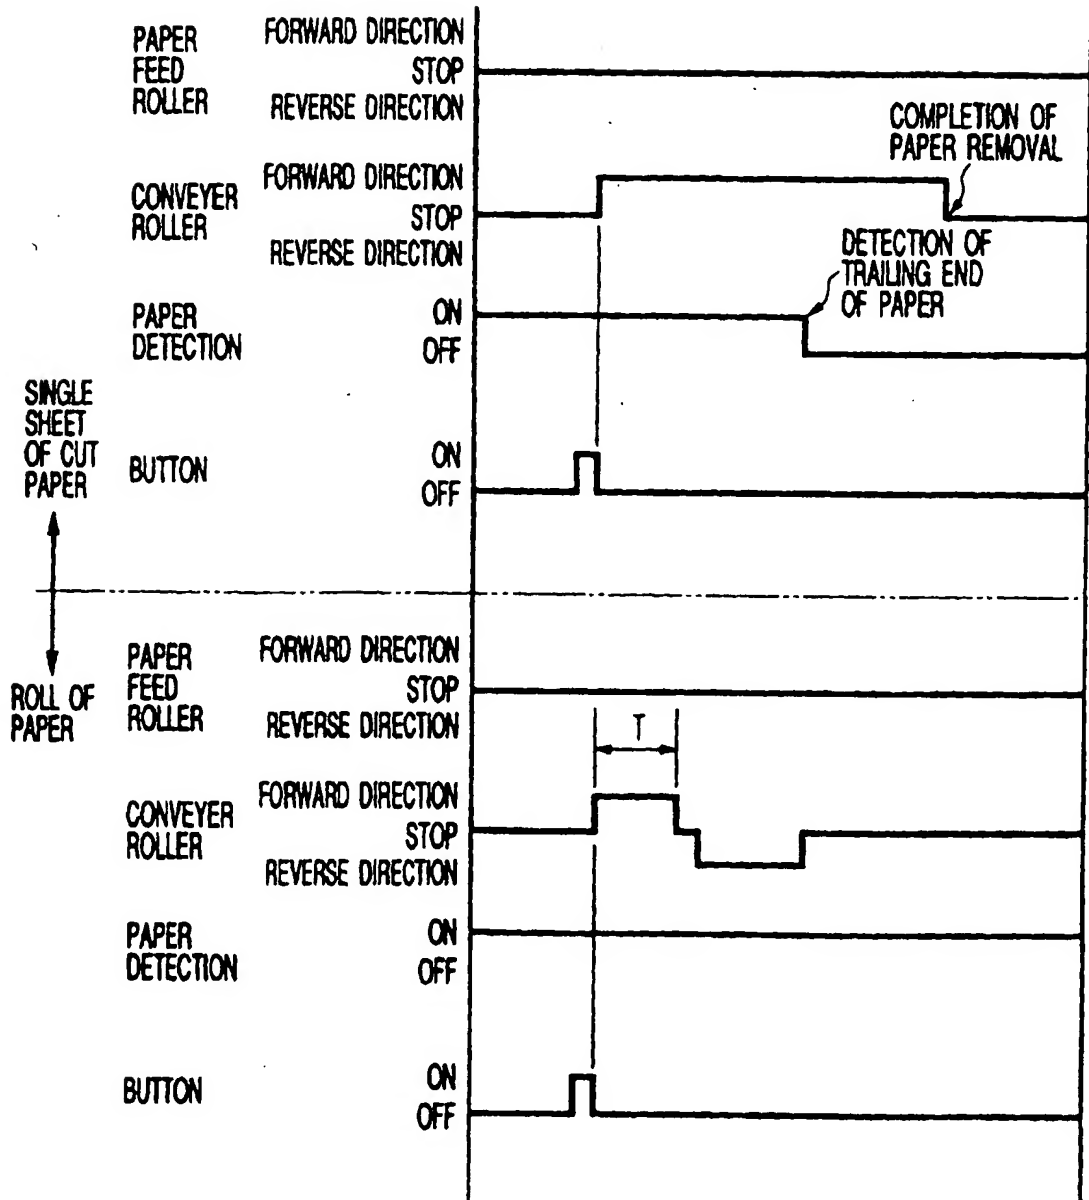 PAPER
FEED
ROLLER
FORWARD DIRECTION
STOP
REVERSE DIRECTION
COMPLETION OF
PAPER REMOVAL
CONVEYER
ROLLER
FORWARD DIRECTION
STOP
REVERSE DIRECTION
DETECTION OF
TRAILING END
OF PAPER
PAPER
DETECTION
ON
OFF
SINGLE
SHEET
OF CUT
PAPER
BUTTON
ON
OFF
ROLL OF
PAPER
PAPER
FEED
ROLLER
FORWARD DIRECTION
STOP
REVERSE DIRECTION
T
CONVEYER
ROLLER
FORWARD DIRECTION
STOP
REVERSE DIRECTION
PAPER
DETECTION
ON
OFF
BUTTON
ON
OFF